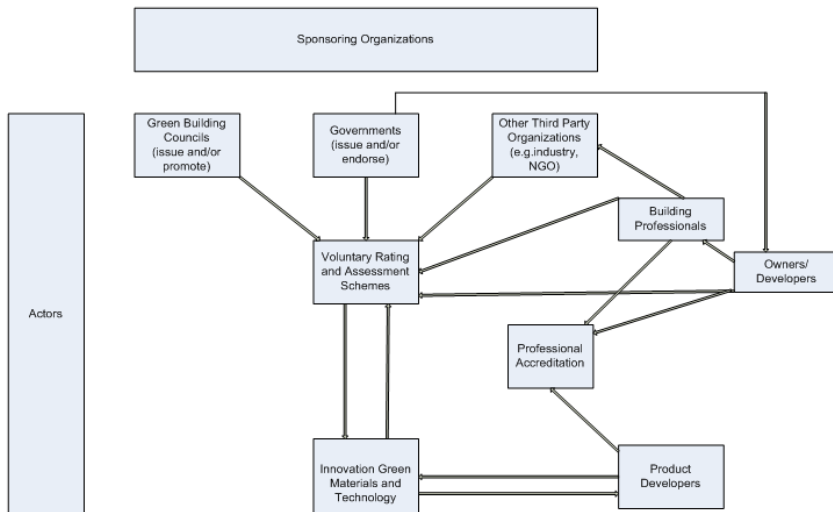 Sponsoring Organizations
Green Building
Councils
(issue and/or
promote)
Governments
(issue and/or
endorse)
Other Third Party
Organizations
(e.g.industry,
NGO)
Building
Professionals
Owners/
Developers
Voluntary Rating
and Assessment
Schemes
Actors
Professional
Accreditation
Innovation Green
Materials and
Technology
Product
Developers